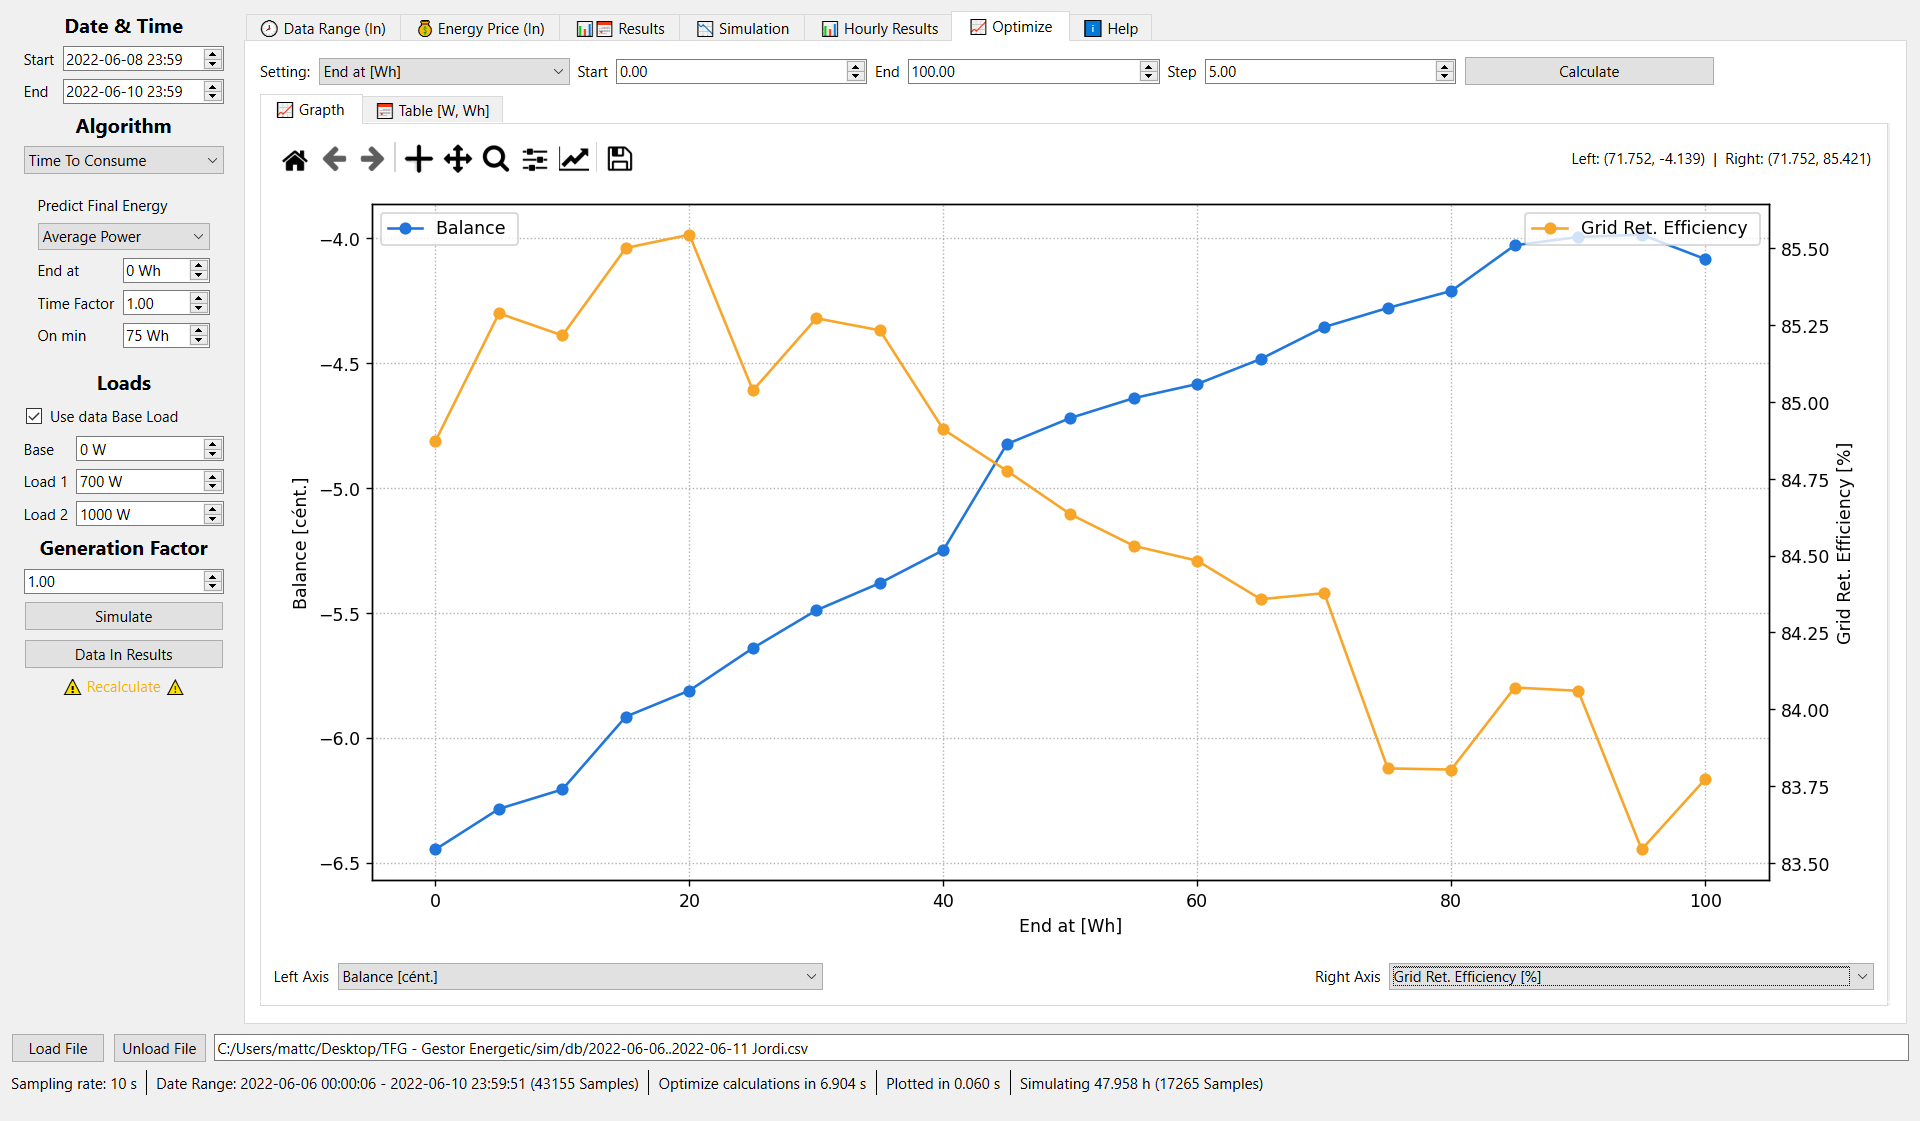 Date & Time
Start 2022-06-08 23:59
End 2022-06-10 23:59
Algorithm
Time To Consume
Predict Final Energy
Average Power
End at 0 Wh
Time Factor 1.00
On min 75 Wh
Loads
Use data Base Load
Base 0 W
Load 1 700 W
Load 2 1000 W
Generation Factor
1.00
Simulate
Data In Results
Recalculate
Data Range (In) Energy Price (In) Results Simulation Hourly Results Optimize Help
Setting: End at [Wh] Start 0.00 End 100.00 Step 5.00 Calculate
Grapth Table [W, Wh]
Left: (71.752, -4.139) | Right: (71.752, 85.421)
Balance
Grid Ret. Efficiency
−4.0
−4.5
−5.0
−5.5
−6.0
−6.5
Balance [cént.]
85.50
85.25
85.00
84.75
84.50
84.25
84.00
83.75
83.50
Grid Ret. Efficiency [%]
0 20 40 60 80 100
End at [Wh]
Left Axis Balance [cént.] Right Axis Grid Ret. Efficiency [%]
Load File Unload File C:/Users/mattc/Desktop/TFG - Gestor Energetic/sim/db/2022-06-06..2022-06-11 Jordi.csv
Sampling rate: 10 s Date Range: 2022-06-06 00:00:06 - 2022-06-10 23:59:51 (43155 Samples) Optimize calculations in 6.904 s Plotted in 0.060 s Simulating 47.958 h (17265 Samples)